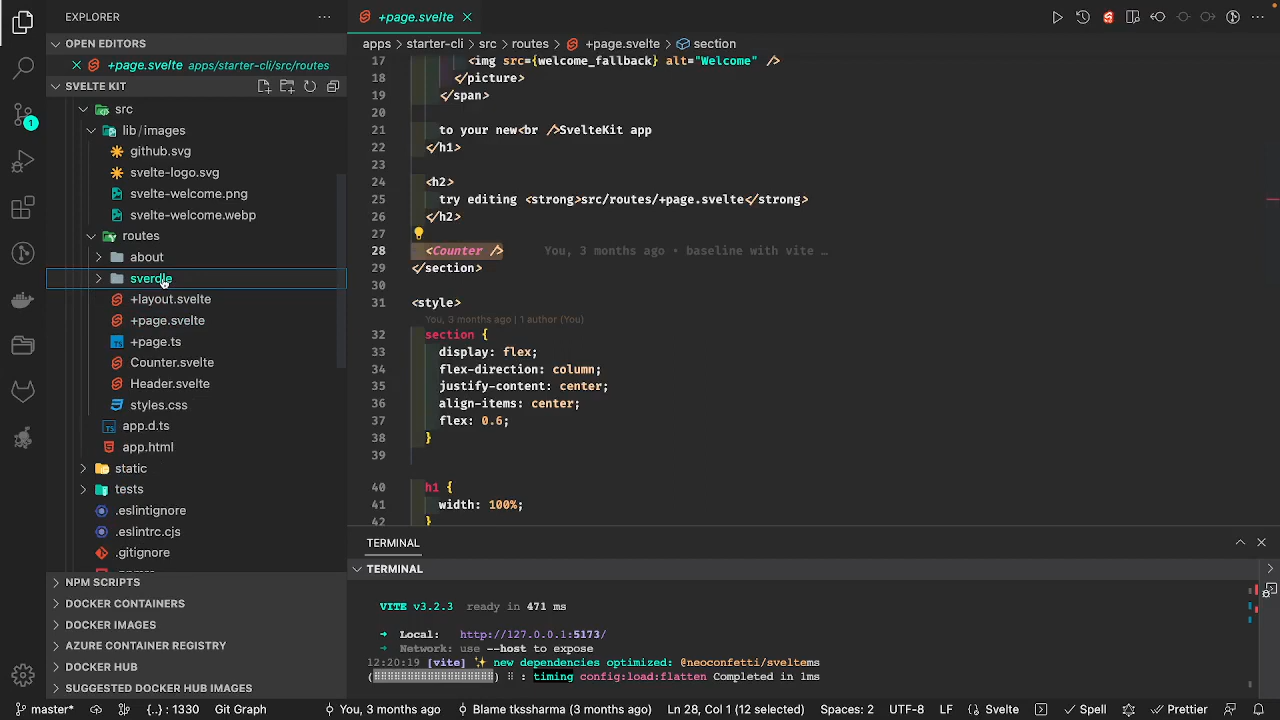 EXPLORER
OPEN EDITORS
+page.svelte apps/starter-cli/src/routes
SVELTE KIT
src
lib/images
github.svg
svelte-logo.svg
svelte-welcome.png
svelte-welcome.webp
routes
about
sverdle
+layout.svelte
+page.svelte
+page.ts
Counter.svelte
Header.svelte
styles.css
app.d.ts
app.html
static
tests
.eslintignore
.eslintrc.cjs
.gitignore
NPM SCRIPTS
DOCKER CONTAINERS
DOCKER IMAGES
AZURE CONTAINER REGISTRY
DOCKER HUB
SUGGESTED DOCKER HUB IMAGES
1
+page.svelte
apps > starter-cli > src > routes > +page.svelte > section
17 <img src={welcome_fallback} alt="Welcome" />
18 </picture>
19 </span>
20
21 to your new<br />SvelteKit app
22 </h1>
23
24 <h2>
25 try editing <strong>src/routes/+page.svelte</strong>
26 </h2>
27
28 <Counter /> You, 3 months ago • baseline with vite …
29 </section>
30
31 <style>
You, 3 months ago | 1 author (You)
32 section {
33 display: flex;
34 flex-direction: column;
35 justify-content: center;
36 align-items: center;
37 flex: 0.6;
38 }
39
40 h1 {
41 width: 100%;
42 }
TERMINAL
TERMINAL
VITE v3.2.3 ready in 471 ms
➜ Local: http://127.0.0.1:5173/
➜ Network: use --host to expose
12:20:19 [vite] ✨ new dependencies optimized: @neoconfetti/sveltems
timing config:load:flatten Completed in 1ms
master* {..} : 1330 Git Graph You, 3 months ago Blame tkssharma (3 months ago) Ln 28, Col 1 (12 selected) Spaces: 2 UTF-8 LF Svelte Spell Prettier